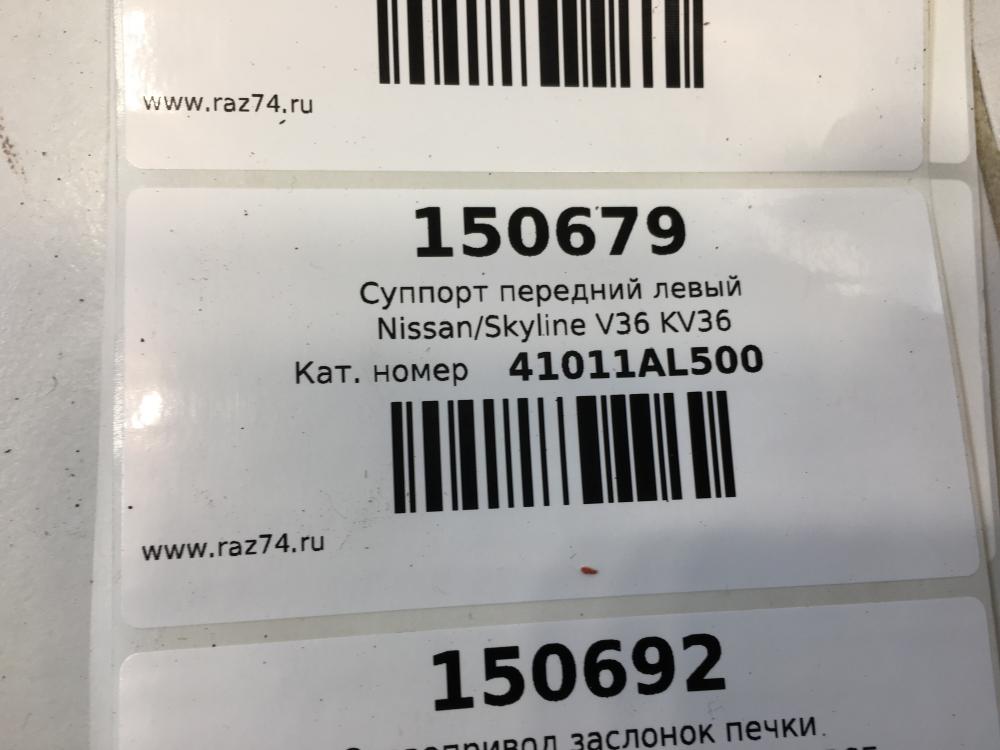 www.raz74.ru
150679
Суппорт передний левый
Nissan/Skyline V36 KV36
Кат. номер 41011AL500
www.raz74.ru
150692
заслонок печки.